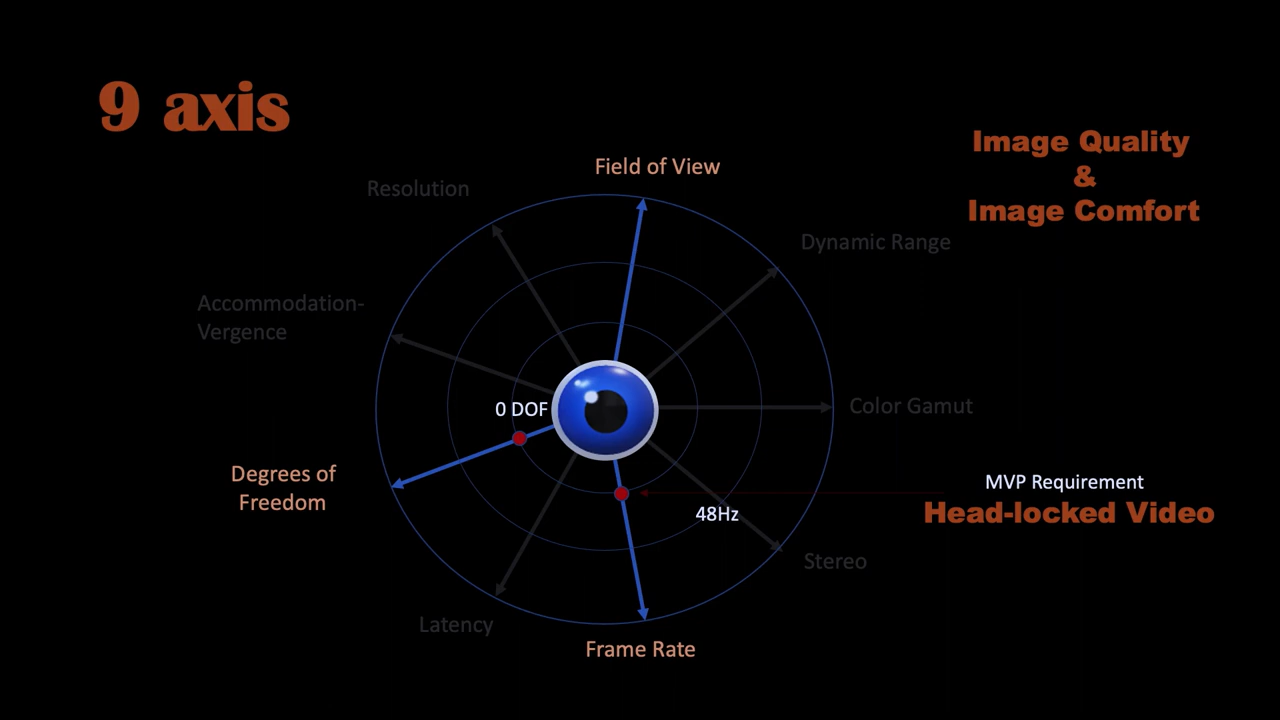 9 axis
Image Quality
&
Image Comfort
Field of View
Resolution
Dynamic Range
Accommodation-
Vergence
0 DOF
Color Gamut
Degrees of
Freedom
MVP Requirement
Head-locked Video
48Hz
Stereo
Latency
Frame Rate